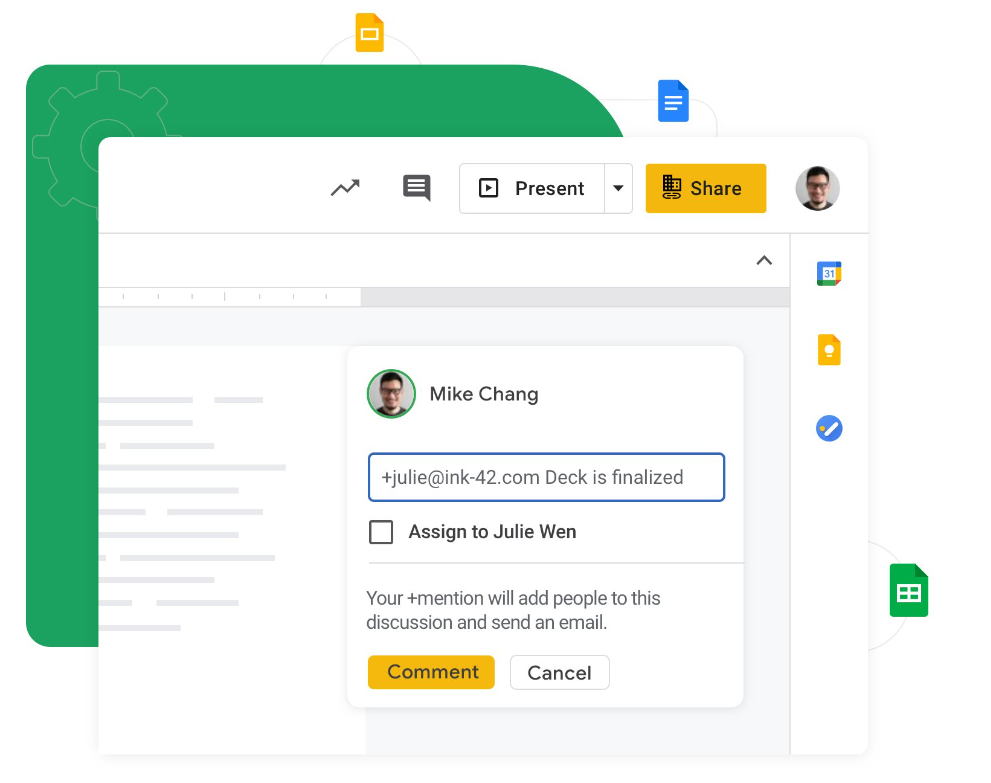 Present
Share
31
Mike Chang
+julie@ink-42.com Deck is finalized
Assign to Julie Wen
Your +mention will add people to this
discussion and send an email.
Comment
Cancel